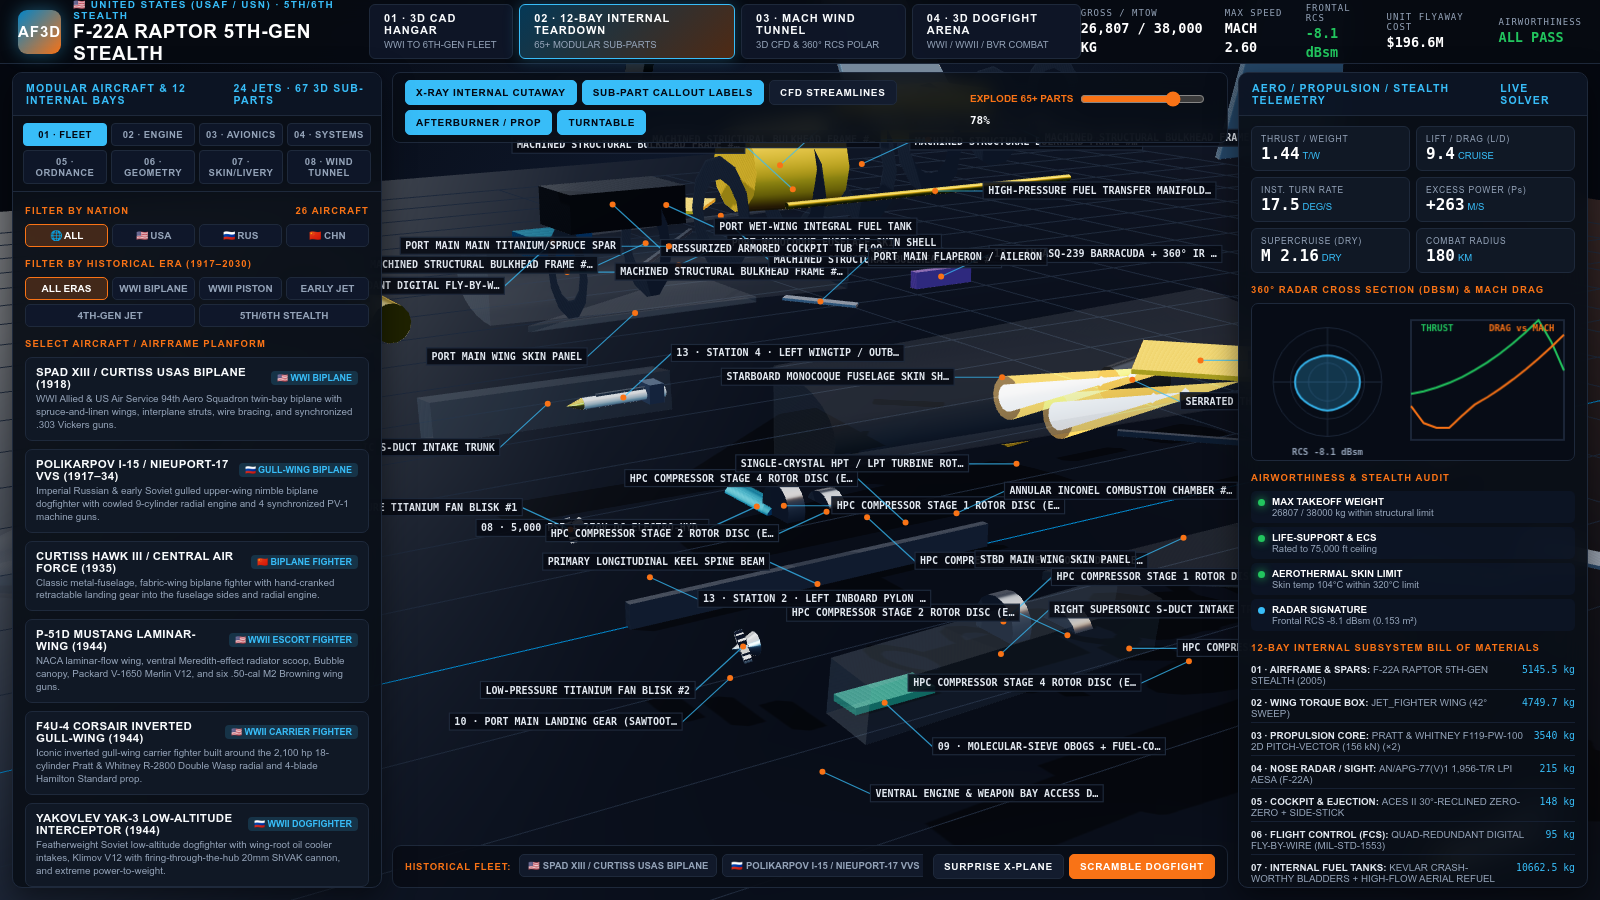 AF3D
🇺🇸 UNITED STATES (USAF / USN) · 5TH/6TH STEALTH
F-22A RAPTOR 5TH-GEN STEALTH
01 · 3D CAD HANGAR
WWI TO 6TH-GEN FLEET
02 · 12-BAY INTERNAL TEARDOWN
65+ MODULAR SUB-PARTS
03 · MACH WIND TUNNEL
3D CFD & 360° RCS POLAR
04 · 3D DOGFIGHT ARENA
WWI / WWII / BVR COMBAT
GROSS / MTOW
26,807 / 38,000 KG
MAX SPEED
MACH 2.60
FRONTAL RCS
-8.1 dBsm
UNIT FLYAWAY COST
$196.6M
AIRWORTHINESS
ALL PASS
MODULAR AIRCRAFT & 12 INTERNAL BAYS
24 JETS · 67 3D SUB-PARTS
01 · FLEET
02 · ENGINE
03 · AVIONICS
04 · SYSTEMS
05 · ORDNANCE
06 · GEOMETRY
07 · SKIN/LIVERY
08 · WIND TUNNEL
FILTER BY NATION
26 AIRCRAFT
🌐 ALL
🇺🇸 USA
🇷🇺 RUS
🇨🇳 CHN
FILTER BY HISTORICAL ERA (1917–2030)
ALL ERAS
WWI BIPLANE
WWII PISTON
EARLY JET
4TH-GEN JET
5TH/6TH STEALTH
SELECT AIRCRAFT / AIRFRAME PLANFORM
SPAD XIII / CURTISS USAS BIPLANE (1918)
🇺🇸 WWI BIPLANE
WWI Allied & US Air Service 94th Aero Squadron twin-bay biplane with spruce-and-linen wings, interplane struts, wire bracing, and synchronized .303 Vickers guns.
POLIKARPOV I-15 / NIEUPORT-17 VVS (1917–34)
🇷🇺 GULL-WING BIPLANE
Imperial Russian & early Soviet gulled upper-wing nimble biplane dogfighter with cowled 9-cylinder radial engine and 4 synchronized PV-1 machine guns.
CURTISS HAWK III / CENTRAL AIR FORCE (1935)
🇨🇳 BIPLANE FIGHTER
Classic metal-fuselage, fabric-wing biplane fighter with hand-cranked retractable landing gear into the fuselage sides and radial engine.
P-51D MUSTANG LAMINAR-WING (1944)
🇺🇸 WWII ESCORT FIGHTER
NACA laminar-flow wing, ventral Meredith-effect radiator scoop, Bubble canopy, Packard V-1650 Merlin V12, and six .50-cal M2 Browning wing guns.
F4U-4 CORSAIR INVERTED GULL-WING (1944)
🇺🇸 WWII CARRIER FIGHTER
Iconic inverted gull-wing carrier fighter built around the 2,100 hp 18-cylinder Pratt & Whitney R-2800 Double Wasp radial and 4-blade Hamilton Standard prop.
YAKOVLEV YAK-3 LOW-ALTITUDE INTERCEPTOR (1944)
🇷🇺 WWII DOGFIGHTER
Featherweight Soviet low-altitude dogfighter with wing-root oil cooler intakes, Klimov V12 with firing-through-the-hub 20mm ShVAK cannon, and extreme power-to-weight.
X-RAY INTERNAL CUTAWAY
SUB-PART CALLOUT LABELS
CFD STREAMLINES
AFTERBURNER / PROP
TURNTABLE
EXPLODE 65+ PARTS
78%
HIGH-PRESSURE FUEL TRANSFER MANIFOLD…
PORT WET-WING INTEGRAL FUEL TANK
PORT MAIN MAIN TITANIUM/SPRUCE SPAR
PRESSURIZED ARMORED COCKPIT TUB FLOO
SKIN SHELL
CHINED STRUCTURAL BULKHEAD FRAME #…
MACHINED STRUCTURAL BULKHEAD FRAME #…
PORT MAIN FLAPERON / AILERON
SQ-239 BARRACUDA + 360° IR …
NT DIGITAL FLY-BY-W…
PORT MAIN WING SKIN PANEL
13 · STATION 4 · LEFT WINGTIP / OUTB…
STARBOARD MONOCOQUE FUSELAGE SKIN SH…
SERRATED
S-DUCT INTAKE TRUNK
SINGLE-CRYSTAL HPT / LPT TURBINE ROT…
HPC COMPRESSOR STAGE 4 ROTOR DISC (E…
ANNULAR INCONEL COMBUSTION CHAMBER #…
HPC COMPRESSOR STAGE 1 ROTOR DISC (E…
E TITANIUM FAN BLISK #1
08 · 5,000
HPC COMPRESSOR STAGE 2 ROTOR DISC (E…
PRIMARY LONGITUDINAL KEEL SPINE BEAM
HPC COMPR
STBD MAIN WING SKIN PANEL
HPC COMPRESSOR STAGE 1 ROTOR D
13 · STATION 2 · LEFT INBOARD PYLON …
HPC COMPRESSOR STAGE 2 ROTOR DISC (E…
RIGHT SUPERSONIC S-DUCT INTAKE
HPC COMPR
HPC COMPRESSOR STAGE 4 ROTOR DISC (E…
LOW-PRESSURE TITANIUM FAN BLISK #2
10 · PORT MAIN LANDING GEAR (SAWTOOT…
09 · MOLECULAR-SIEVE OBOGS + FUEL-CO…
VENTRAL ENGINE & WEAPON BAY ACCESS D…
HISTORICAL FLEET:
🇺🇸 SPAD XIII / CURTISS USAS BIPLANE
🇷🇺 POLIKARPOV I-15 / NIEUPORT-17 VVS
SURPRISE X-PLANE
SCRAMBLE DOGFIGHT
AERO / PROPULSION / STEALTH TELEMETRY
LIVE SOLVER
THRUST / WEIGHT
1.44 T/W
LIFT / DRAG (L/D)
9.4 CRUISE
INST. TURN RATE
17.5 DEG/S
EXCESS POWER (Ps)
+263 M/S
SUPERCRUISE (DRY)
M 2.16 DRY
COMBAT RADIUS
180 KM
360° RADAR CROSS SECTION (DBSM) & MACH DRAG
THRUST
DRAG vs MACH
RCS -8.1 dBsm
AIRWORTHINESS & STEALTH AUDIT
MAX TAKEOFF WEIGHT
26807 / 38000 kg within structural limit
LIFE-SUPPORT & ECS
Rated to 75,000 ft ceiling
AEROTHERMAL SKIN LIMIT
Skin temp 104°C within 320°C limit
RADAR SIGNATURE
Frontal RCS -8.1 dBsm (0.153 m²)
12-BAY INTERNAL SUBSYSTEM BILL OF MATERIALS
01 · AIRFRAME & SPARS: F-22A RAPTOR 5TH-GEN STEALTH (2005)
5145.5 kg
02 · WING TORQUE BOX: JET_FIGHTER WING (42° SWEEP)
4749.7 kg
03 · PROPULSION CORE: PRATT & WHITNEY F119-PW-100 2D PITCH-VECTOR (156 kN) (×2)
3540 kg
04 · NOSE RADAR / SIGHT: AN/APG-77(V)1 1,956-T/R LPI AESA (F-22A)
215 kg
05 · COCKPIT & EJECTION: ACES II 30°-RECLINED ZERO-ZERO + SIDE-STICK
148 kg
06 · FLIGHT CONTROL (FCS): QUAD-REDUNDANT DIGITAL FLY-BY-WIRE (MIL-STD-1553)
95 kg
07 · INTERNAL FUEL TANKS: KEVLAR CRASH-WORTHY BLADDERS + HIGH-FLOW AERIAL REFUEL
10662.5 kg